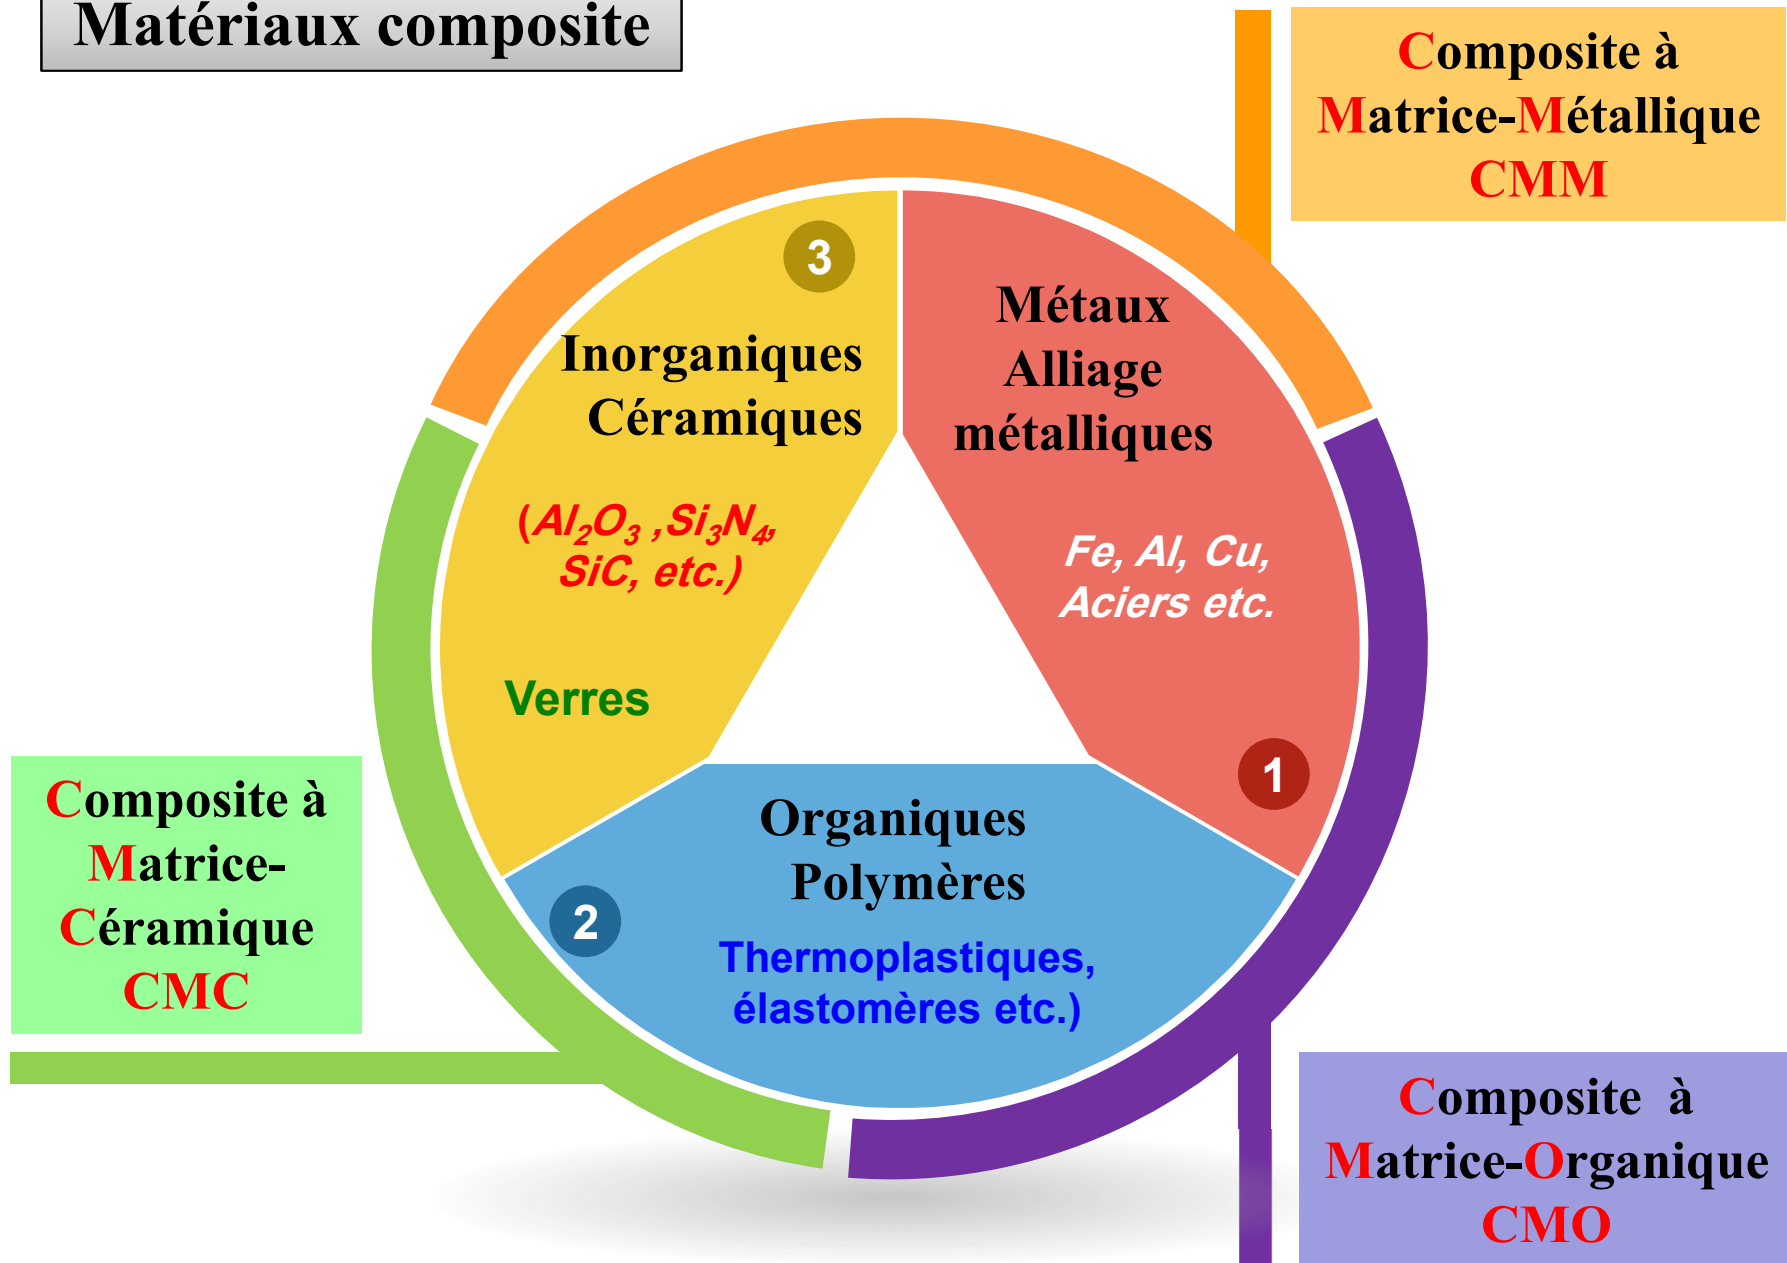 Matériaux composite
Composite à
Matrice-Métallique
CMM
3
Inorganiques
Céramiques
(Al₂O₃ ,Si₃N₄,
SiC, etc.)
Verres
Métaux
Alliage
métalliques
Fe, Al, Cu,
Aciers etc.
1
Organiques
Polymères
2
Thermoplastiques,
élastomères etc.)
Composite à
Matrice-
Céramique
CMC
Composite à
Matrice-Organique
CMO